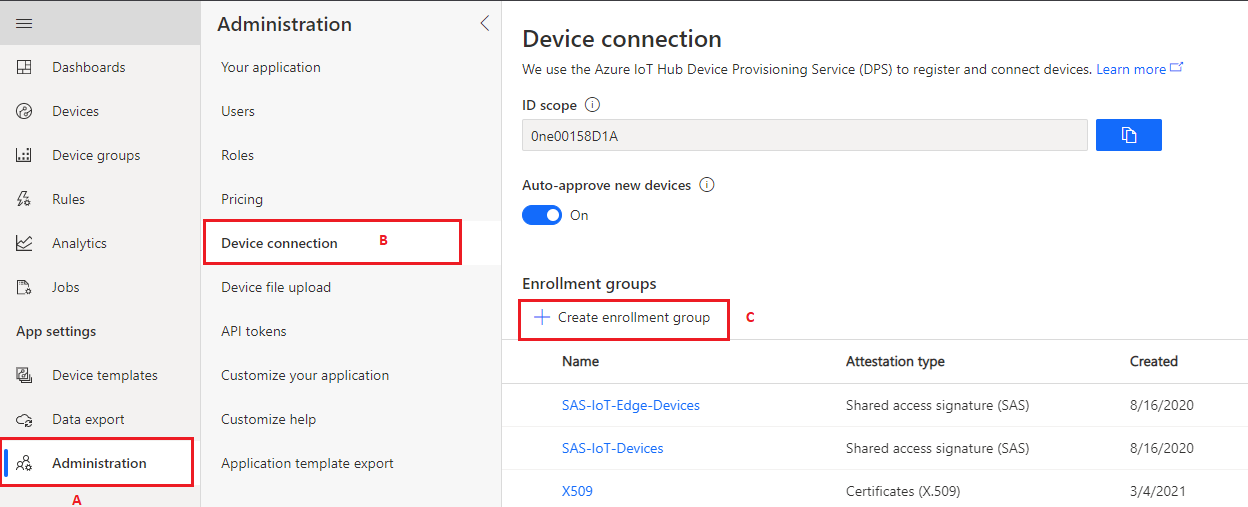 Dashboards
Devices
Device groups
Rules
Analytics
Jobs
App settings
Device templates
Data export
Administration
A
Administration
Your application
Users
Roles
Pricing
Device connection B
Device file upload
API tokens
Customize your application
Customize help
Application template export
Device connection
We use the Azure IoT Hub Device Provisioning Service (DPS) to register and connect devices. Learn more
ID scope
0ne00158D1A
Auto-approve new devices
On
Enrollment groups
Create enrollment group C
Name Attestation type Created
SAS-IoT-Edge-Devices Shared access signature (SAS) 8/16/2020
SAS-IoT-Devices Shared access signature (SAS) 8/16/2020
X509 Certificates (X.509) 3/4/2021